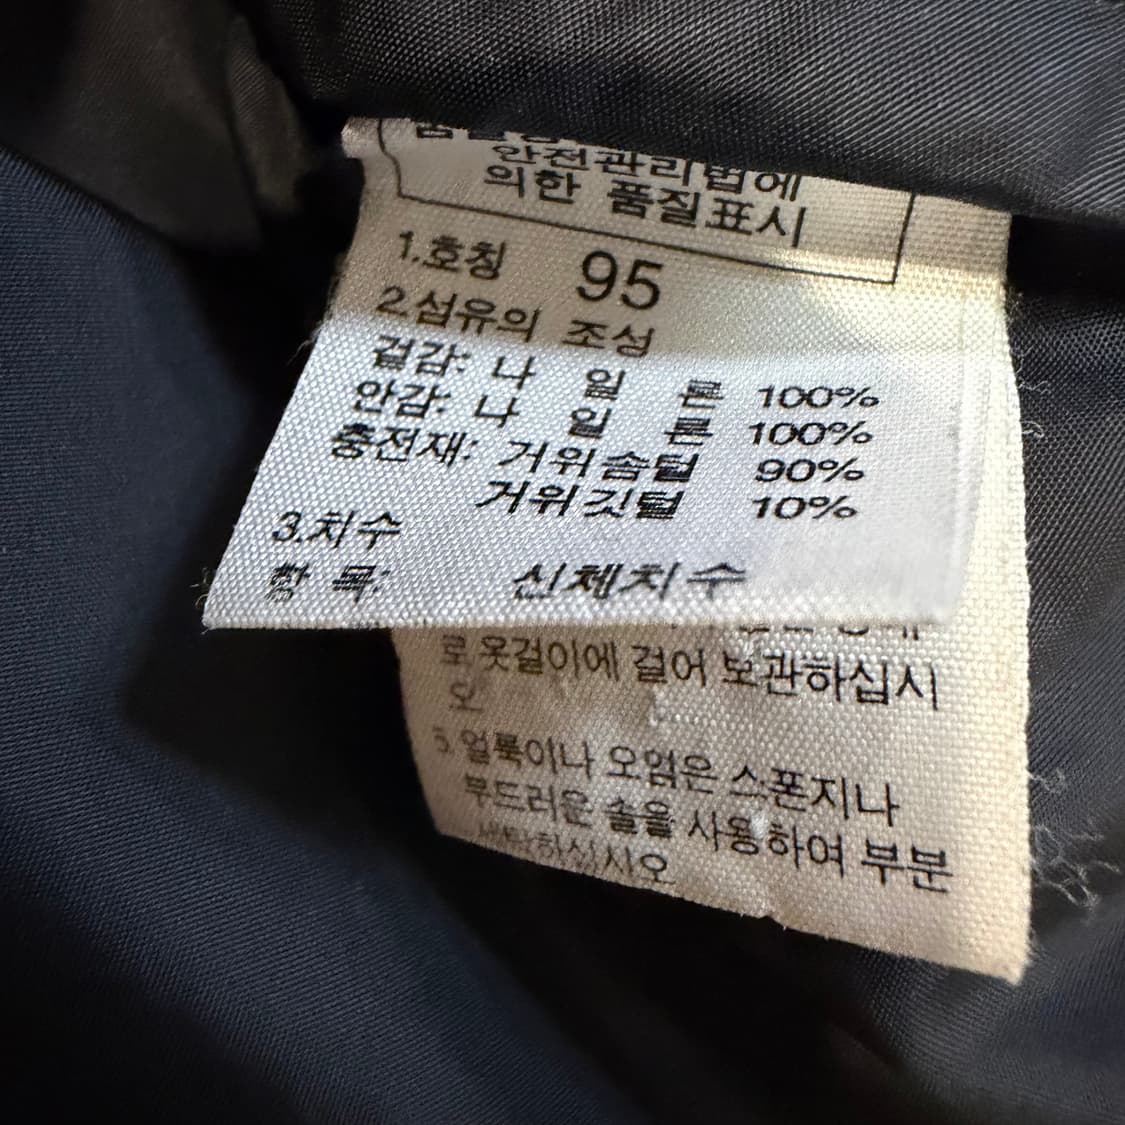 안전관리법에
의한 품질표시
1.호칭 95
2.섬유의 조성
겉감: 나 일 론 100%
안감: 나 일 론 100%
충전재: 거위솜털 90%
거위깃털 10%
3.치수
항 목: 신체치수
로 옷걸이에 걸어 보관하십시
오
5. 얼룩이나 오염은 스폰지나
부드러운 솔을 사용하여 부분
세탁하십시오